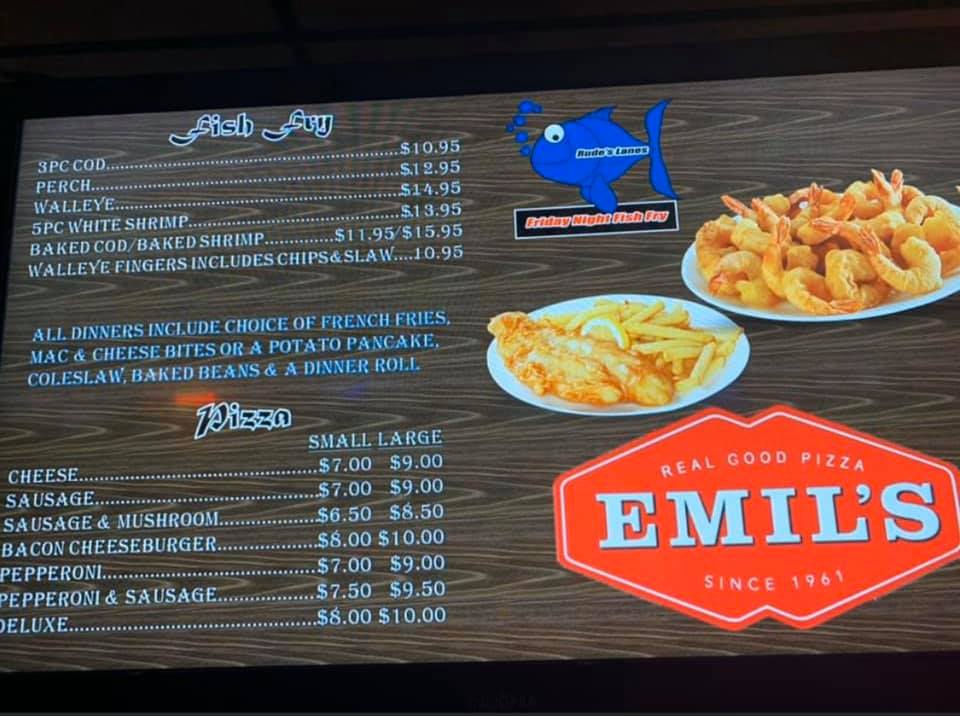 Fish Fry
3PC COD...........................................$10.95
PERCH.............................................$12.95
WALLEYE...........................................$14.95
5PC WHITE SHRIMP................................$13.95
BAKED COD/BAKED SHRIMP.............$11.95/$15.95
WALLEYE FINGERS INCLUDES CHIPS & SLAW....10.95
ALL DINNERS INCLUDE CHOICE OF FRENCH FRIES,
MAC & CHEESE BITES OR A POTATO PANCAKE,
COLESLAW, BAKED BEANS & A DINNER ROLL
Pizza
SMALL LARGE
CHEESE........................................$7.00 $9.00
SAUSAGE......................................$7.00 $9.00
SAUSAGE & MUSHROOM...............$6.50 $8.50
BACON CHEESEBURGER................$8.00 $10.00
PEPPERONI...................................$7.00 $9.00
PEPPERONI & SAUSAGE................$7.50 $9.50
DELUXE........................................$8.00 $10.00
Rude's Lanes
Friday Night Fish Fry
REAL GOOD PIZZA
EMIL'S
SINCE 1961